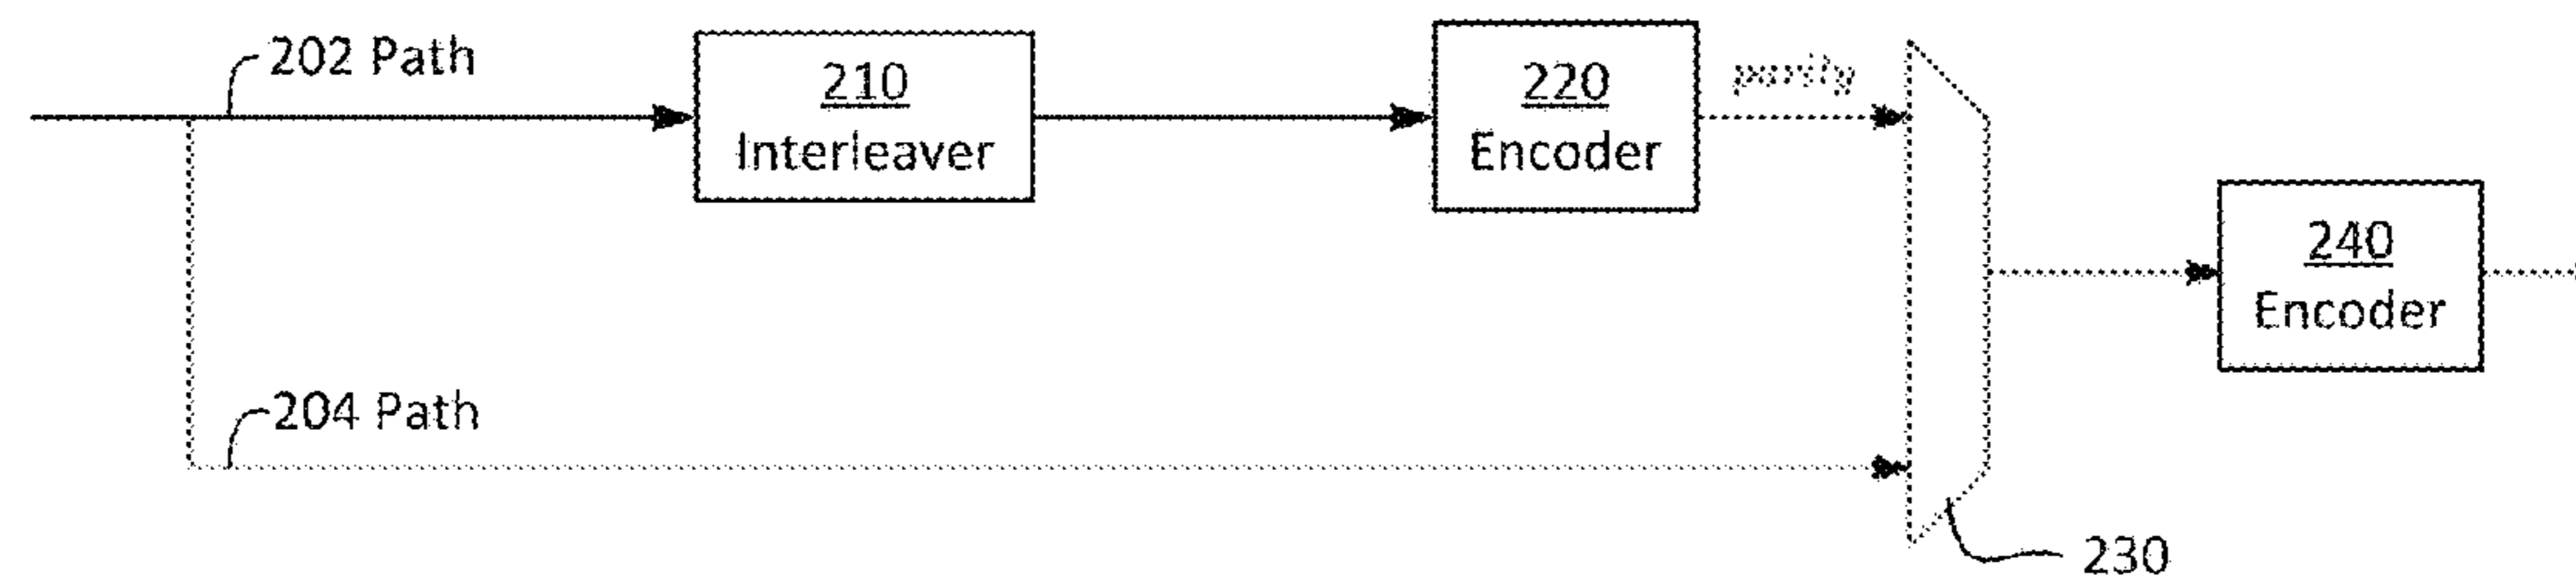 202 Path
210
Interleaver
220
Encoder
parity
240
Encoder
204 Path
230